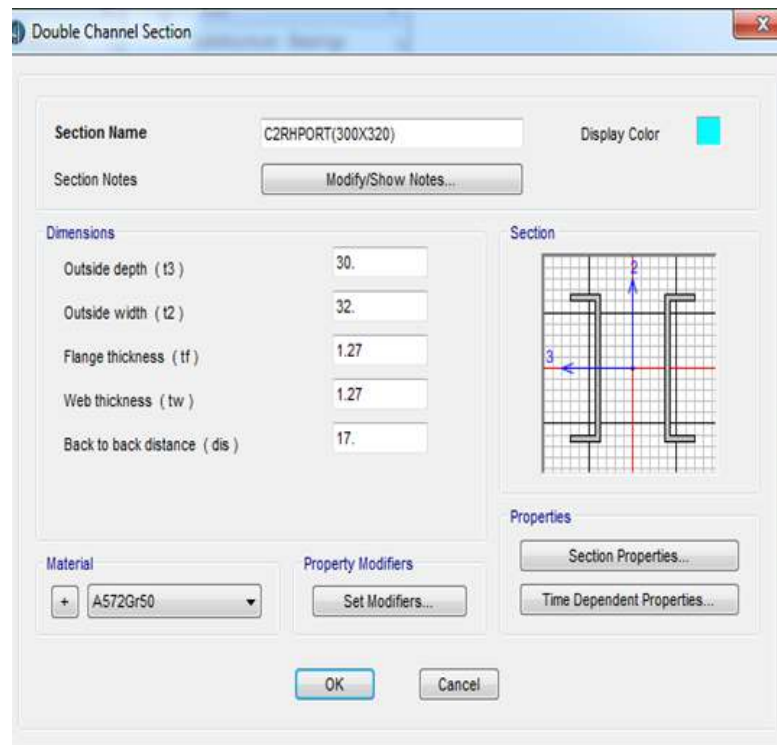 Double Channel Section
Section Name
C2RHPORT(300X320)
Display Color
Section Notes
Modify/Show Notes...
Dimensions
Outside depth ( t3 )
30.
Outside width ( t2 )
32.
Flange thickness ( tf )
1.27
Web thickness ( tw )
1.27
Back to back distance ( dis )
17.
Section
2
3
Properties
Section Properties...
Time Dependent Properties...
Material
+
A572Gr50
Property Modifiers
Set Modifiers...
OK
Cancel